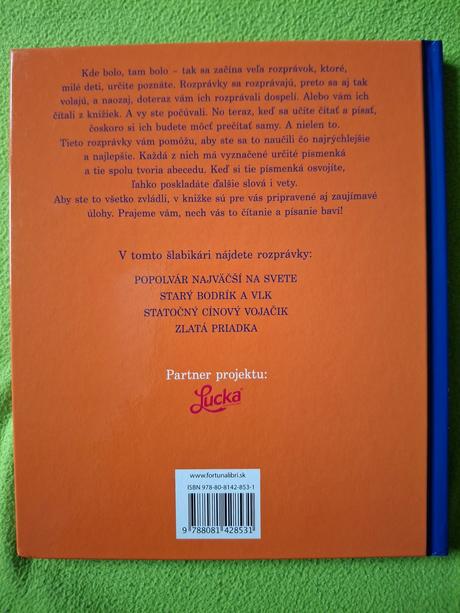 Kde bolo, tam bolo – tak sa začína veľa rozprávok, ktoré,
milé deti, určite poznáte. Rozprávky sa rozprávajú, preto sa aj tak
volajú, a naozaj, doteraz vám ich rozprávali dospelí. Alebo vám ich
čítali z knižiek. A vy ste počúvali. No teraz, keď sa učíte čítať a písať,
čoskoro si ich budete môcť prečítať samy. A nielen to.
Tieto rozprávky vám pomôžu, aby ste sa to naučili čo najrýchlejšie
a najlepšie. Každá z nich má vyznačené určité písmenká
a tie spolu tvoria abecedu. Keď si tie písmenká osvojíte,
ľahko poskladáte ďalšie slová i vety.
Aby ste to všetko zvládli, v knižke sú pre vás pripravené aj zaujímavé
úlohy. Prajeme vám, nech vás to čítanie a písanie baví!
V tomto šlabikári nájdete rozprávky:
POPOLVÁR NAJVÄČŠÍ NA SVETE
STARÝ BODRÍK A VLK
STATOČNÝ CÍNOVÝ VOJAČIK
ZLATÁ PRIADKA
Partner projektu:
Lucka
www.fortunalibri.sk
ISBN 978-80-8142-853-1
9 788081 428531